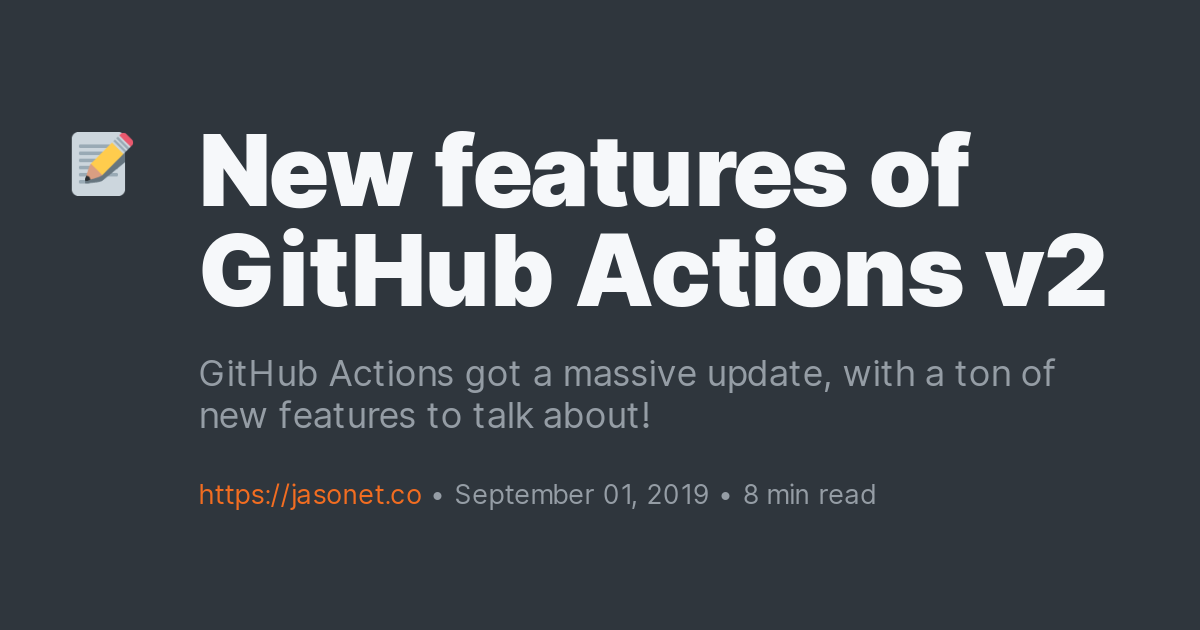 New features of
GitHub Actions v2
GitHub Actions got a massive update, with a ton of
new features to talk about!
https://jasonet.co • September 01, 2019 • 8 min read